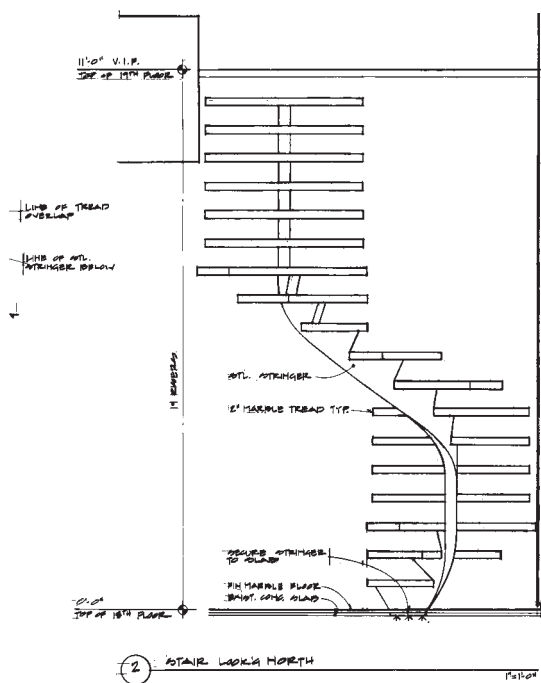 11'-0" V.I.F.
TOP OF 19TH FLOOR
LINE OF TREAD
OVERLAP
LINE OF STL.
STRINGER BELOW
19 RISERS
STL. STRINGER
2" MARBLE TREAD TYP.
SECURE STRINGER
TO SLAB
FIN MARBLE FLOOR
EXIST. CONC. SLAB
0'-0"
TOP OF 18TH FLOOR
2 STAIR LOOK'G NORTH
1"=1'-0"